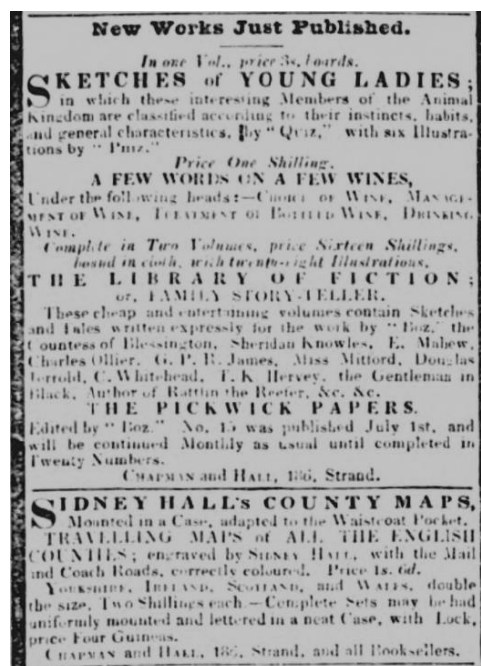 New Works Just Published.
In one Vol., price 3s. boards.
SKETCHES of YOUNG LADIES;
in which these interesting Members of the Animal
Kingdom are classified according to their instincts, habits,
and general characteristics, by "Quiz," with six Illustra-
tions by "Phiz."
Price One Shilling.
A FEW WORDS ON A FEW WINES,
Under the following heads:—Choice of Wine, Manage-
ment of Wine, Treatment of Bottled Wine, Drinking
Wine.
Complete in Two Volumes, price Sixteen Shillings,
bound in cloth, with twenty-eight Illustrations,
THE LIBRARY OF FICTION;
or, FAMILY STORY-TELLER.
These cheap and entertaining volumes contain Sketches
and Tales written expressly for the work by "Boz," the
Countess of Blessington, Sheridan Knowles, E. Mahew,
Charles Ollier, G. P. R. James, Miss Mitford, Douglas
Jerrold, C. Whitehead, T. K Hervey, the Gentleman in
Black, Author of Rattlin the Reefer, &c. &c.
THE PICKWICK PAPERS.
Edited by "Boz." No. 15 was published July 1st, and
will be continued Monthly as usual until completed in
Twenty Numbers.
Chapman and Hall, 186, Strand.
SIDNEY HALL's COUNTY MAPS,
Mounted in a Case, adapted to the Waistcoat Pocket.
TRAVELLING MAPS of ALL THE ENGLISH
COUNTIES; engraved by Sidney Hall, with the Mail
and Coach Roads, correctly coloured. Price 1s. 6d.
Yorkshire, Ireland, Scotland, and Wales, double
the size, Two Shillings each.—Complete Sets may be had
uniformly mounted and lettered in a neat Case, with Lock,
price Four Guineas.
Chapman and Hall, 186, Strand, and all Booksellers.